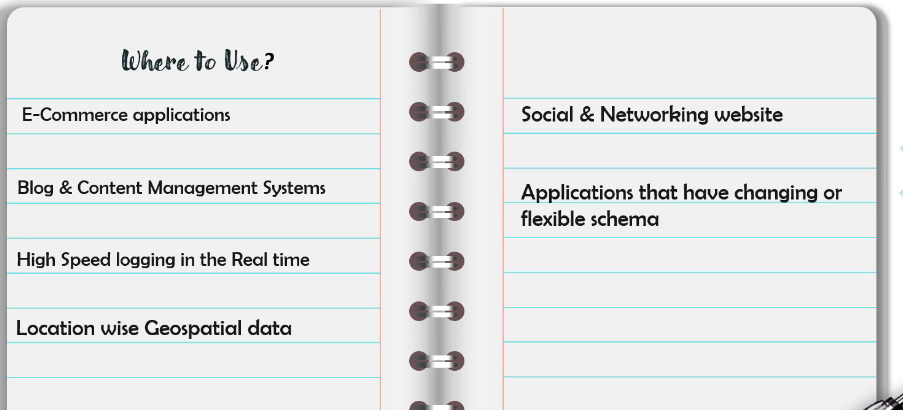 Where to Use?
E-Commerce applications
Blog & Content Management Systems
High Speed logging in the Real time
Location wise Geospatial data
Social & Networking website
Applications that have changing or
flexible schema